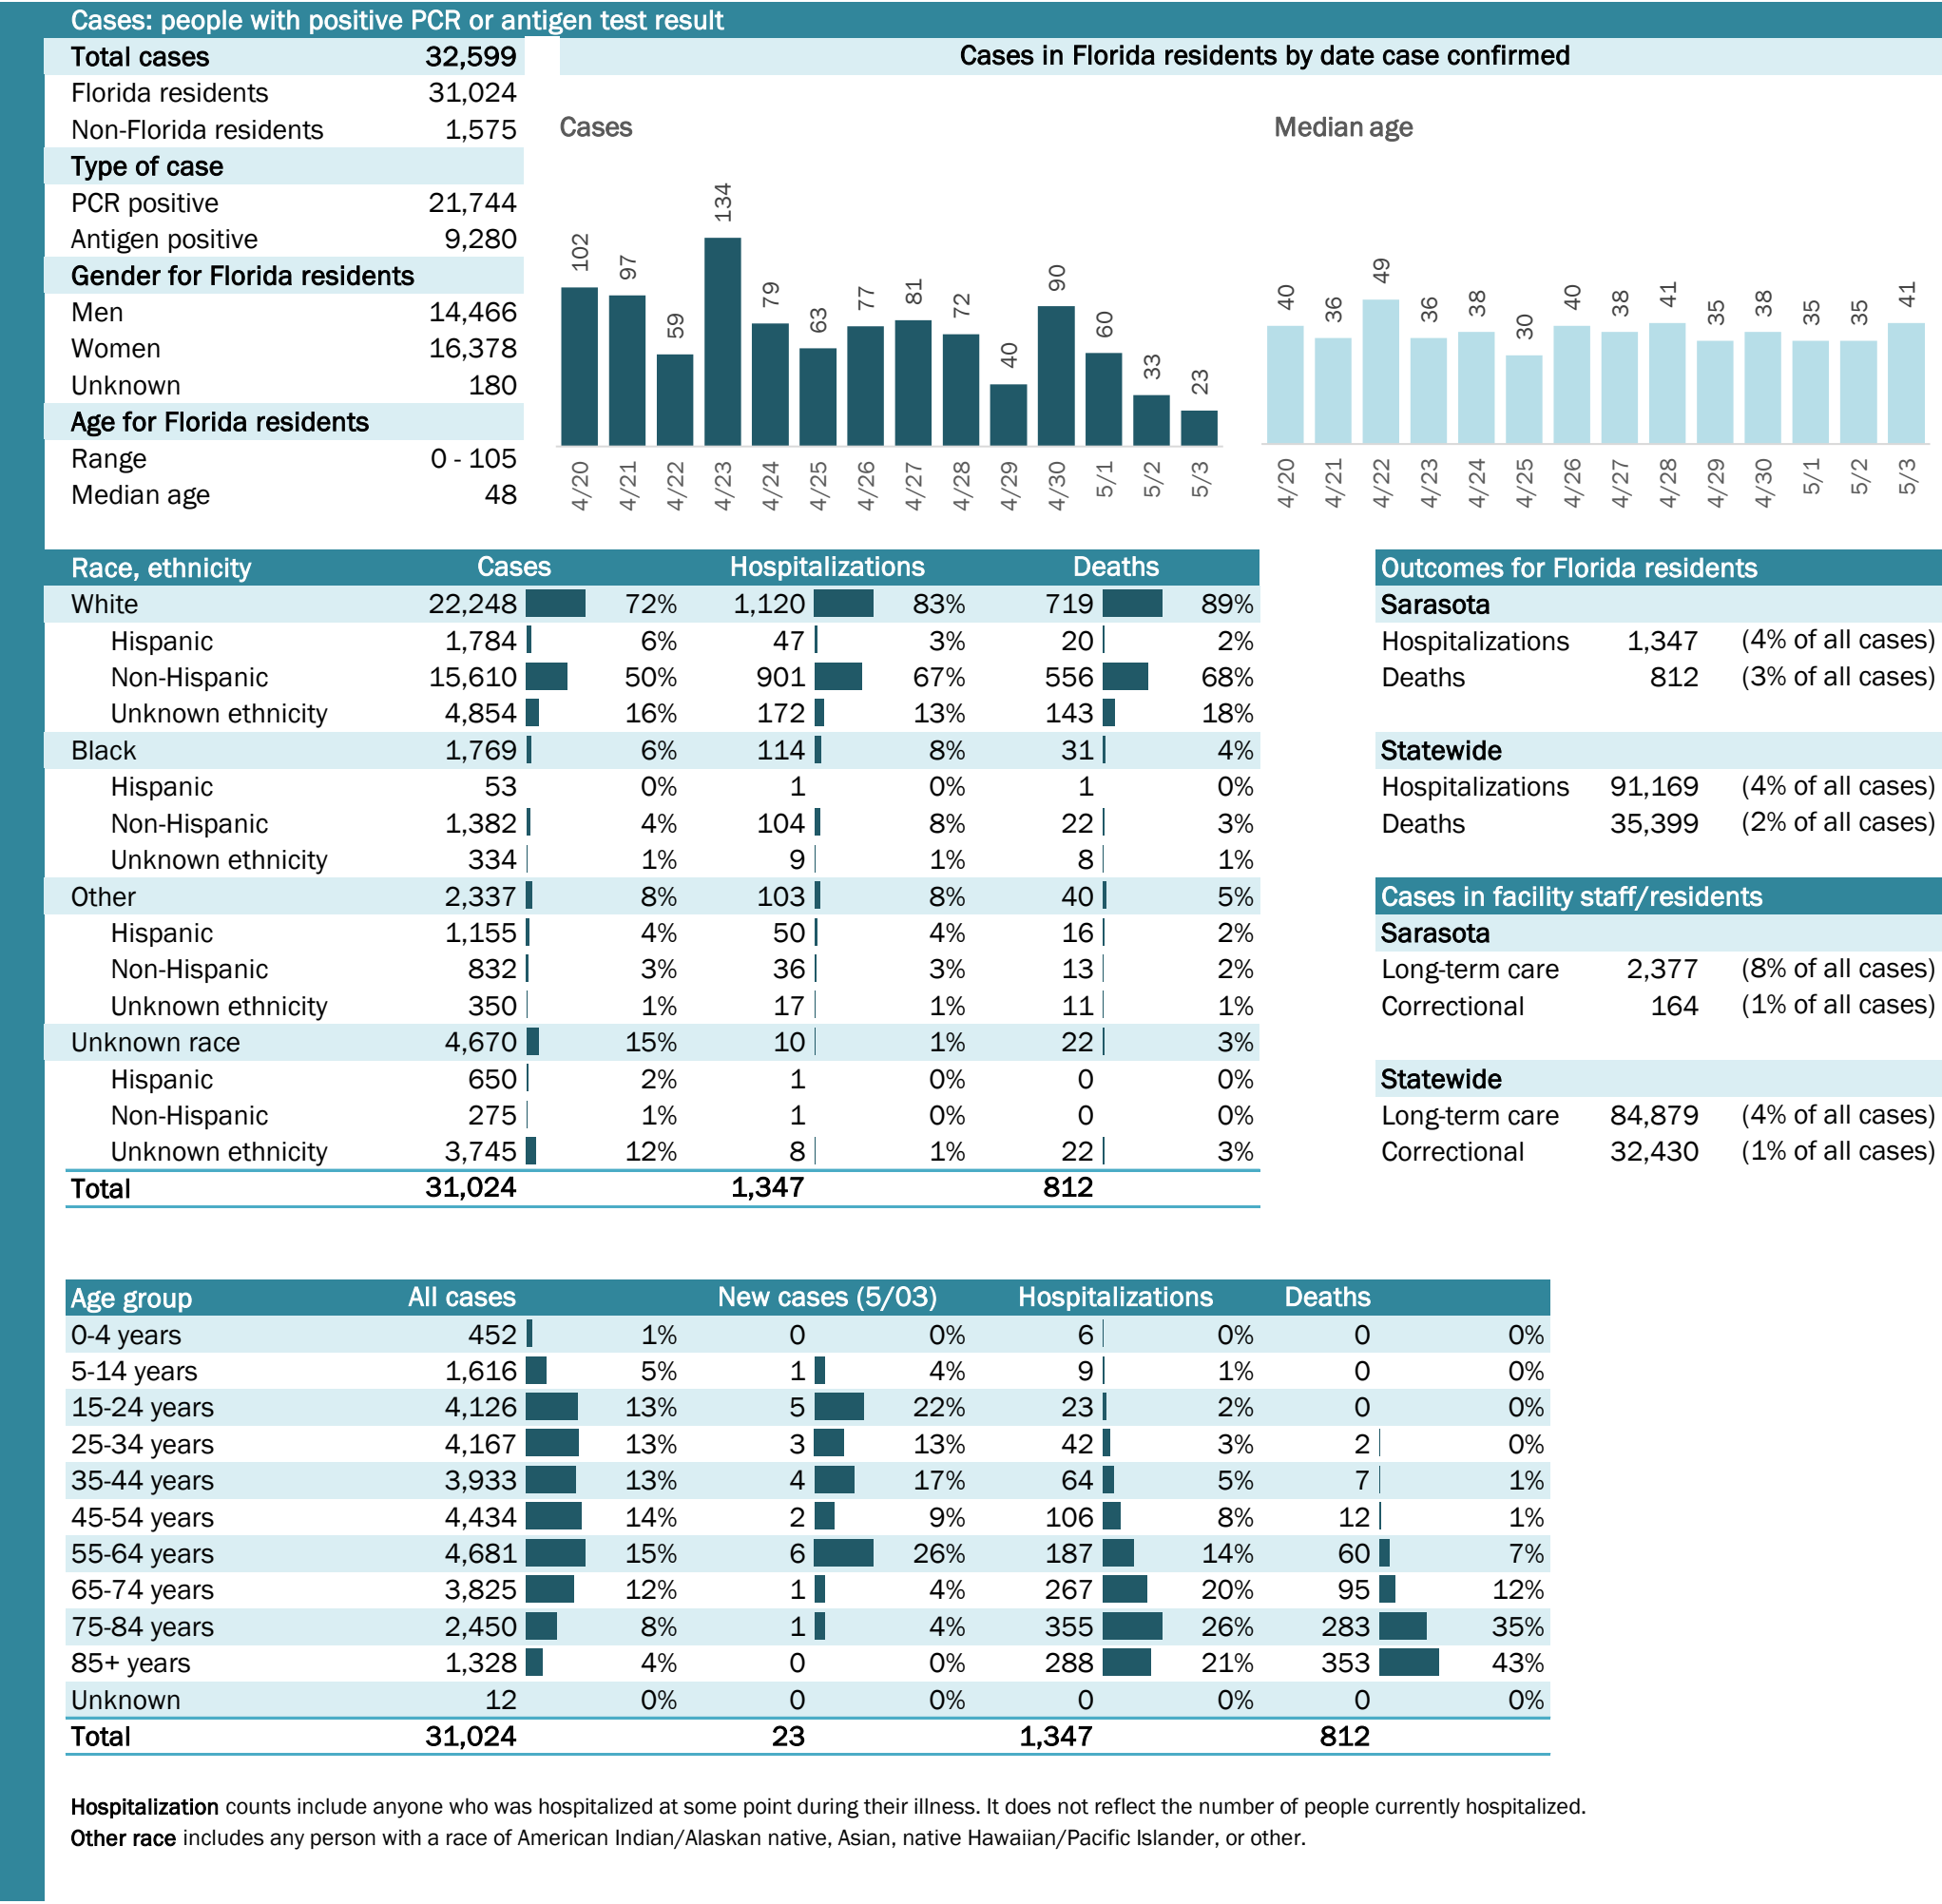 Cases: people with positive PCR or antigen test result
Total cases 32,599
Florida residents 31,024
Non-Florida residents 1,575
Type of case
PCR positive 21,744
Antigen positive 9,280
Gender for Florida residents
Men 14,466
Women 16,378
Unknown 180
Age for Florida residents
Range 0 - 105
Median age 48
Cases in Florida residents by date case confirmed
Cases
102 97 59 134 79 63 77 81 72 40 90 60 33 23
4/20 4/21 4/22 4/23 4/24 4/25 4/26 4/27 4/28 4/29 4/30 5/1 5/2 5/3
Median age
40 36 49 36 38 30 40 38 41 35 38 35 35 41
4/20 4/21 4/22 4/23 4/24 4/25 4/26 4/27 4/28 4/29 4/30 5/1 5/2 5/3
Race, ethnicity Cases Hospitalizations Deaths
White 22,248 72% 1,120 83% 719 89%
Hispanic 1,784 6% 47 3% 20 2%
Non-Hispanic 15,610 50% 901 67% 556 68%
Unknown ethnicity 4,854 16% 172 13% 143 18%
Black 1,769 6% 114 8% 31 4%
Hispanic 53 0% 1 0% 1 0%
Non-Hispanic 1,382 4% 104 8% 22 3%
Unknown ethnicity 334 1% 9 1% 8 1%
Other 2,337 8% 103 8% 40 5%
Hispanic 1,155 4% 50 4% 16 2%
Non-Hispanic 832 3% 36 3% 13 2%
Unknown ethnicity 350 1% 17 1% 11 1%
Unknown race 4,670 15% 10 1% 22 3%
Hispanic 650 2% 1 0% 0 0%
Non-Hispanic 275 1% 1 0% 0 0%
Unknown ethnicity 3,745 12% 8 1% 22 3%
Total 31,024 1,347 812
Outcomes for Florida residents
Sarasota
Hospitalizations 1,347 (4% of all cases)
Deaths 812 (3% of all cases)
Statewide
Hospitalizations 91,169 (4% of all cases)
Deaths 35,399 (2% of all cases)
Cases in facility staff/residents
Sarasota
Long-term care 2,377 (8% of all cases)
Correctional 164 (1% of all cases)
Statewide
Long-term care 84,879 (4% of all cases)
Correctional 32,430 (1% of all cases)
Age group All cases New cases (5/03) Hospitalizations Deaths
0-4 years 452 1% 0 0% 6 0% 0 0%
5-14 years 1,616 5% 1 4% 9 1% 0 0%
15-24 years 4,126 13% 5 22% 23 2% 0 0%
25-34 years 4,167 13% 3 13% 42 3% 2 0%
35-44 years 3,933 13% 4 17% 64 5% 7 1%
45-54 years 4,434 14% 2 9% 106 8% 12 1%
55-64 years 4,681 15% 6 26% 187 14% 60 7%
65-74 years 3,825 12% 1 4% 267 20% 95 12%
75-84 years 2,450 8% 1 4% 355 26% 283 35%
85+ years 1,328 4% 0 0% 288 21% 353 43%
Unknown 12 0% 0 0% 0 0% 0 0%
Total 31,024 23 1,347 812
Hospitalization counts include anyone who was hospitalized at some point during their illness. It does not reflect the number of people currently hospitalized.
Other race includes any person with a race of American Indian/Alaskan native, Asian, native Hawaiian/Pacific Islander, or other.